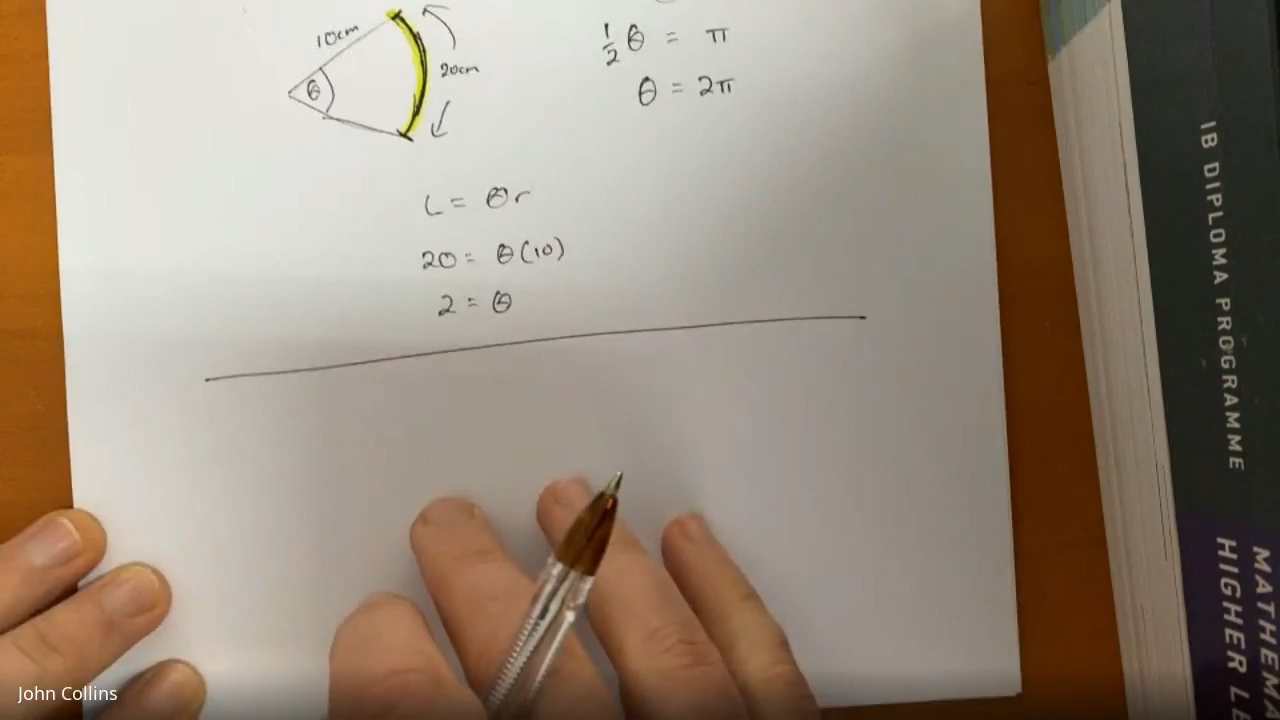 10cm
θ
20cm
½θ = π
θ = 2π
L = θr
20 = θ(10)
2 = θ
IB DIPLOMA PROGRAMME
HIGHER LE
MATHEMA
John Collins